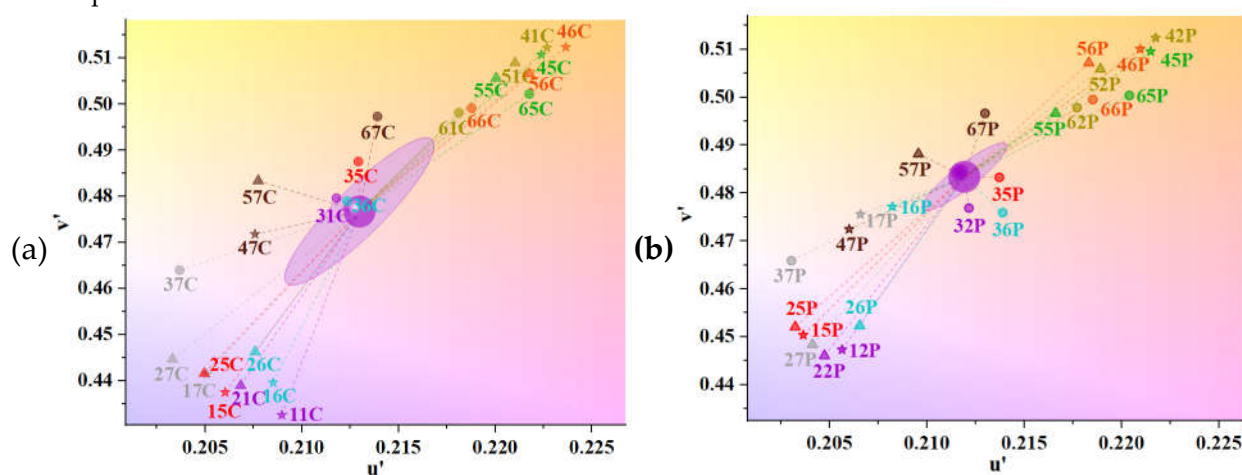 (a)
v'
0.51
0.50
0.49
0.48
0.47
0.46
0.45
0.44
41C 46C
45C
51C
55C 56C
65C
61C 66C
67C
35C
57C
31C 36C
47C
37C
27C 25C 26C
17C
15C 21C 16C 11C
0.205 0.210 0.215 0.220 0.225
u'
(b)
v'
0.51
0.50
0.49
0.48
0.47
0.46
0.45
0.44
42P
56P 46P 45P
52P
65P
66P
62P
55P
67P
57P
35P
16P
17P 32P 36P
47P
37P
25P 26P
15P
27P 12P
22P
0.205 0.210 0.215 0.220 0.225
u'